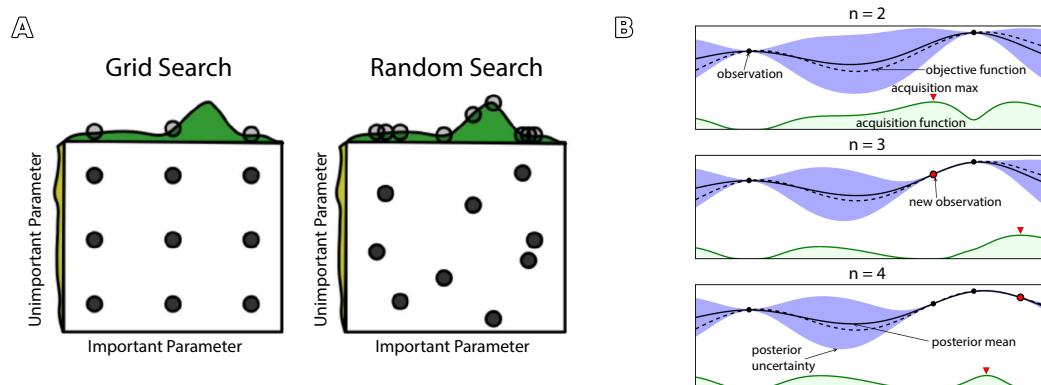 A
Grid Search
Random Search
Unimportant Parameter
Important Parameter
Unimportant Parameter
Important Parameter
B
n = 2
observation
objective function
acquisition max
acquisition function
n = 3
new observation
n = 4
posterior mean
posterior
uncertainty